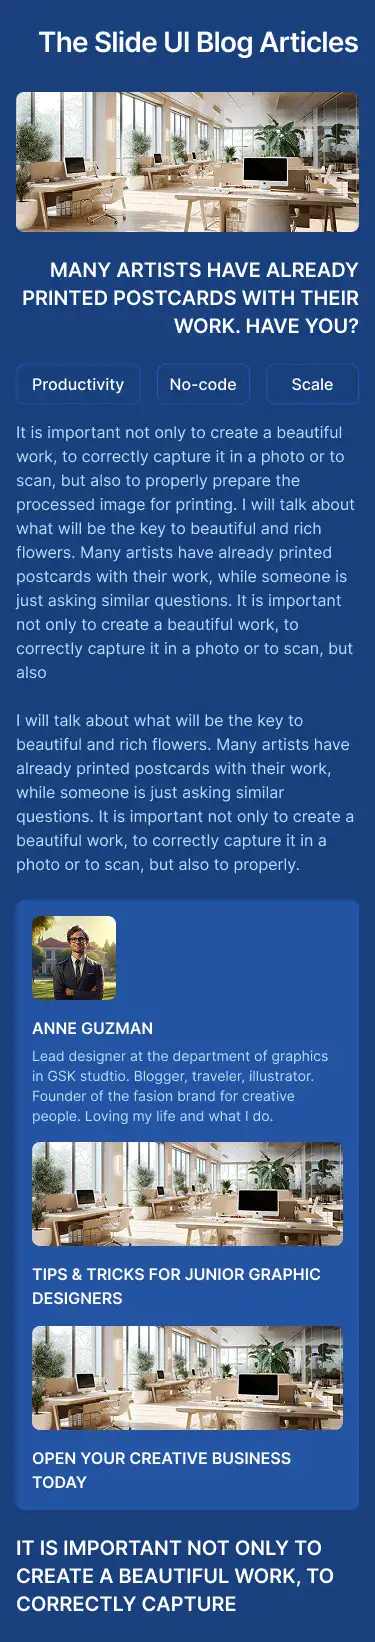 The Slide UI Blog Articles
MANY ARTISTS HAVE ALREADY
PRINTED POSTCARDS WITH THEIR
WORK. HAVE YOU?
Productivity
No-code
Scale
It is important not only to create a beautiful
work, to correctly capture it in a photo or to
scan, but also to properly prepare the
processed image for printing. I will talk about
what will be the key to beautiful and rich
flowers. Many artists have already printed
postcards with their work, while someone is
just asking similar questions. It is important
not only to create a beautiful work, to
correctly capture it in a photo or to scan, but
also
I will talk about what will be the key to
beautiful and rich flowers. Many artists have
already printed postcards with their work,
while someone is just asking similar
questions. It is important not only to create a
beautiful work, to correctly capture it in a
photo or to scan, but also to properly.
ANNE GUZMAN
Lead designer at the department of graphics
in GSK studtio. Blogger, traveler, illustrator.
Founder of the fasion brand for creative
people. Loving my life and what I do.
TIPS & TRICKS FOR JUNIOR GRAPHIC
DESIGNERS
OPEN YOUR CREATIVE BUSINESS
TODAY
IT IS IMPORTANT NOT ONLY TO
CREATE A BEAUTIFUL WORK, TO
CORRECTLY CAPTURE